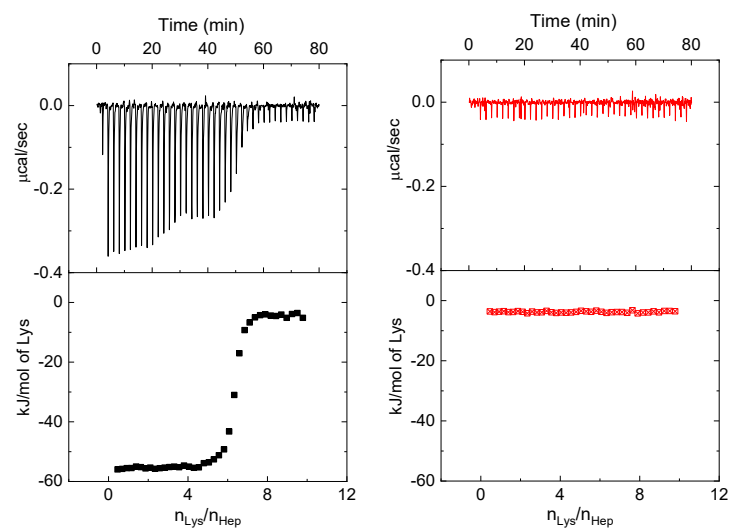 Time (min)
0 20 40 60 80
0.0
-0.2
-0.4
µcal/sec
0
-20
-40
-60
kJ/mol of Lys
0 4 8 12
nLys/nHep
Time (min)
0 20 40 60 80
0.0
-0.2
-0.4
µcal/sec
0
-20
-40
-60
kJ/mol of Lys
0 4 8 12
nLys/nHep